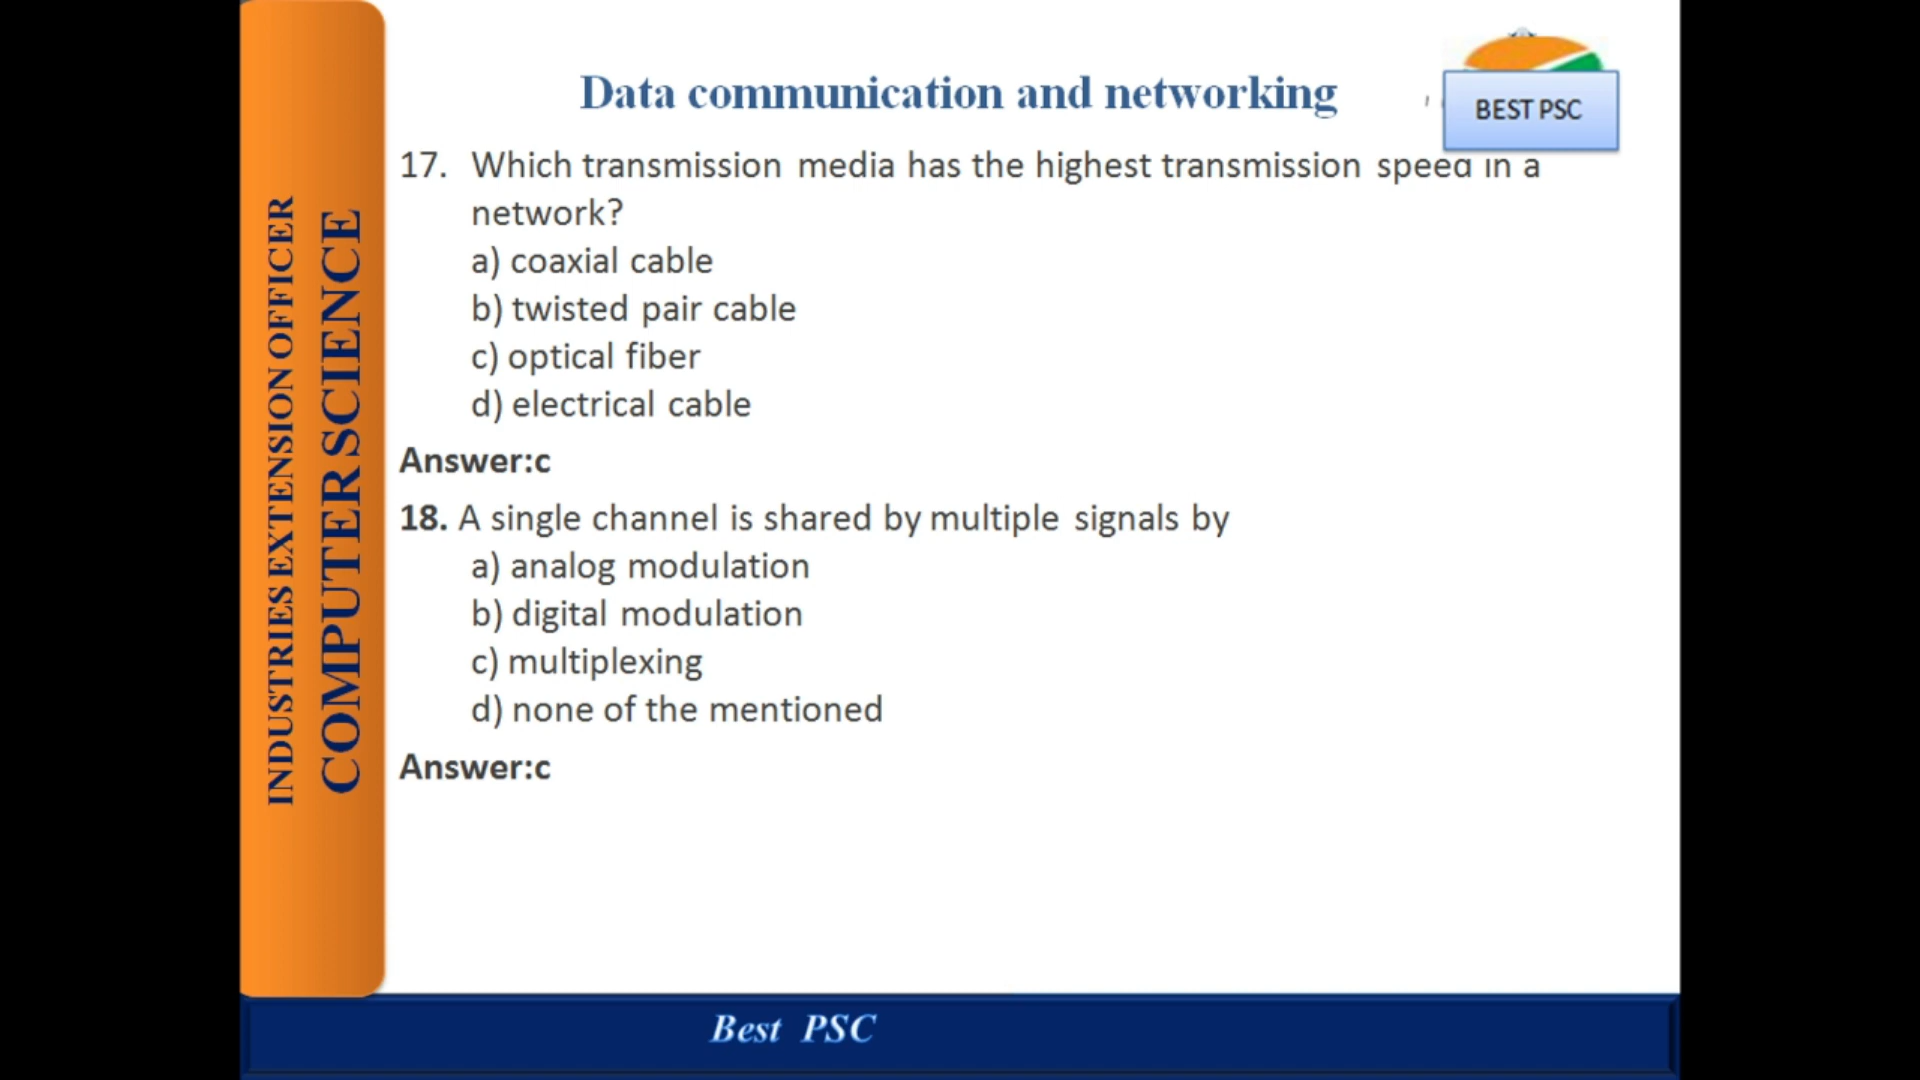 Data communication and networking
BEST PSC
17. Which transmission media has the highest transmission speed in a
network?
a) coaxial cable
b) twisted pair cable
c) optical fiber
d) electrical cable
Answer:c
18. A single channel is shared by multiple signals by
a) analog modulation
b) digital modulation
c) multiplexing
d) none of the mentioned
Answer:c
INDUSTRIES EXTENSION OFFICER
COMPUTER SCIENCE
Best PSC